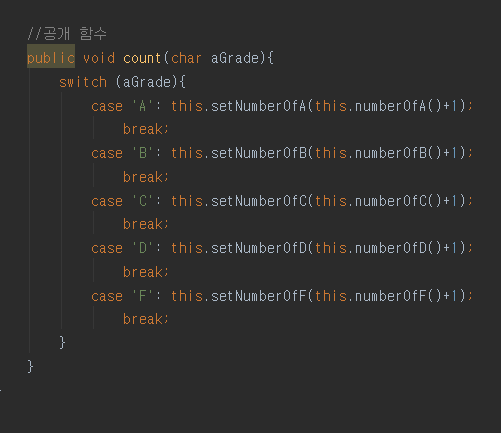 //공개 함수
public void count(char aGrade){
switch (aGrade){
case 'A': this.setNumberOfA(this.numberOfA()+1);
break;
case 'B': this.setNumberOfB(this.numberOfB()+1);
break;
case 'C': this.setNumberOfC(this.numberOfC()+1);
break;
case 'D': this.setNumberOfD(this.numberOfD()+1);
break;
case 'F': this.setNumberOfF(this.numberOfF()+1);
break;
}
}